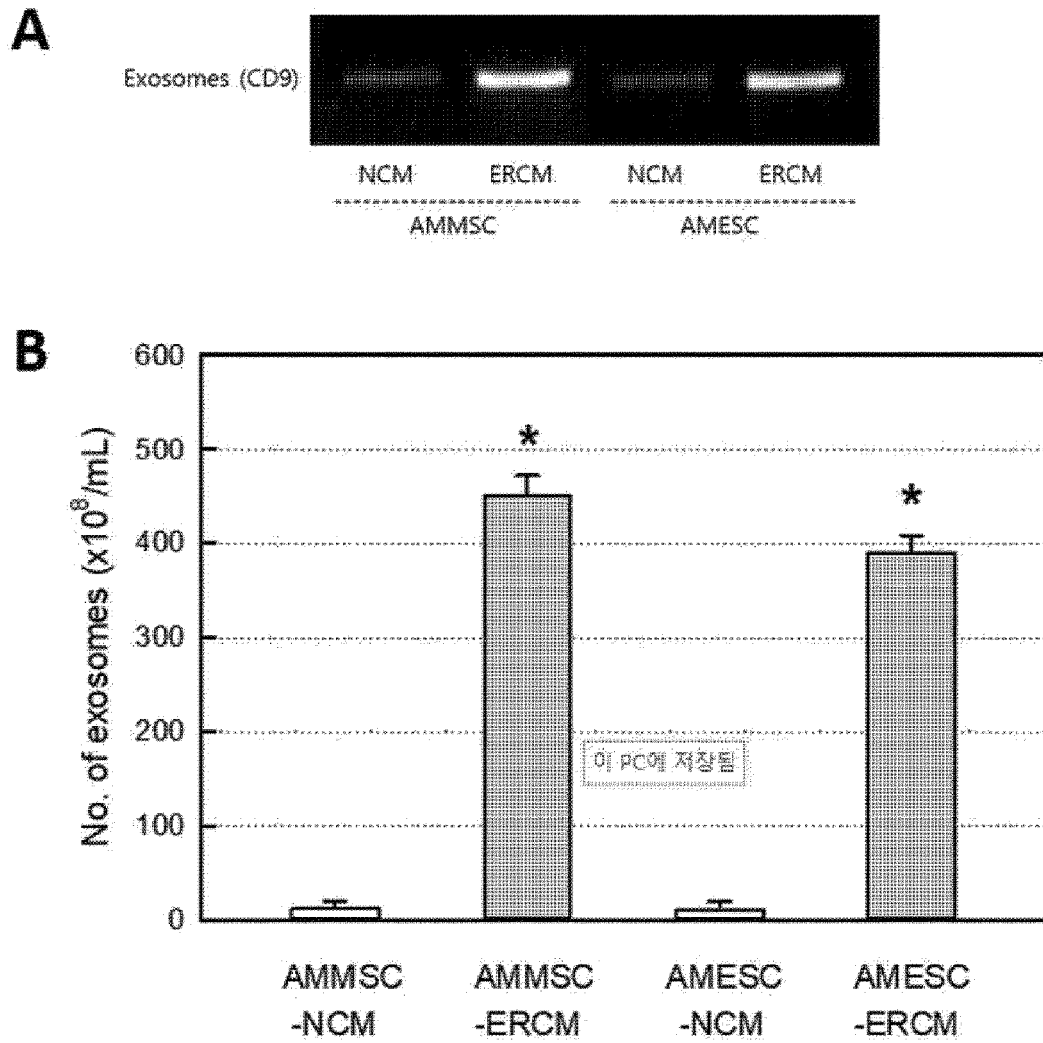 A
Exosomes (CD9)
NCM ERCM NCM ERCM
AMMSC AMESC
B
No. of exosomes (x10⁸/mL)
600
500
400
300
200
100
0
*
*
이 PC에 저장됨
AMMSC AMMSC AMESC AMESC
-NCM -ERCM -NCM -ERCM